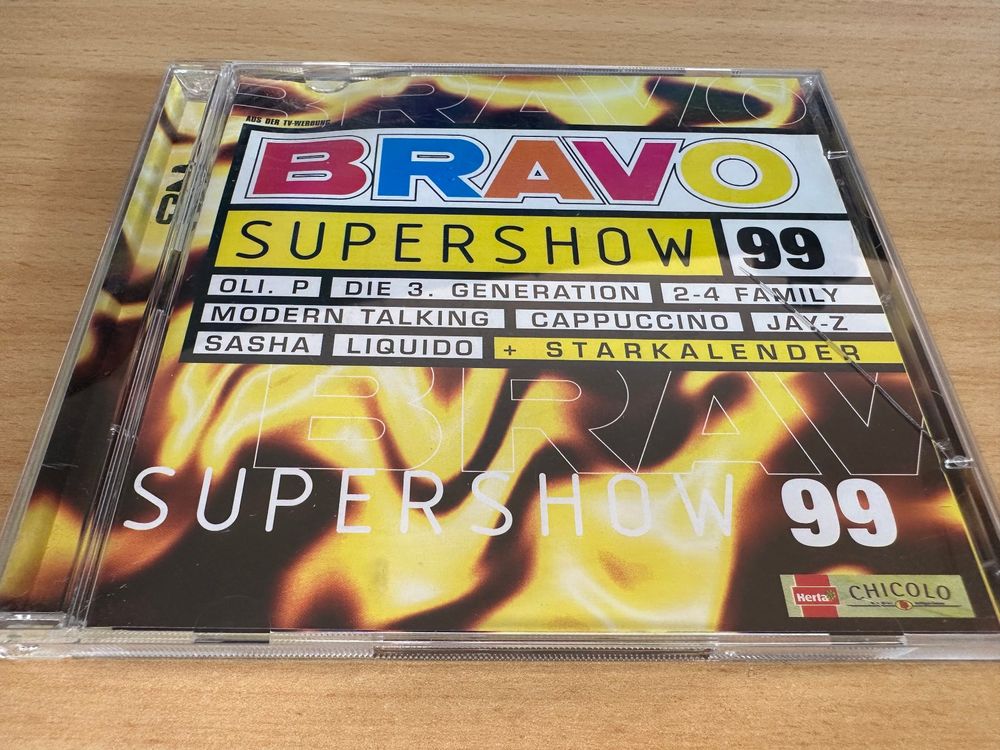 BRAVO
AUS DER TV-WERBUNG
BRAVO
SUPERSHOW 99
OLI. P DIE 3. GENERATION 2-4 FAMILY
MODERN TALKING CAPPUCCINO JAY-Z
SASHA LIQUIDO + STARKALENDER
BRAV
SUPERSHOW 99
Herta CHICOLO